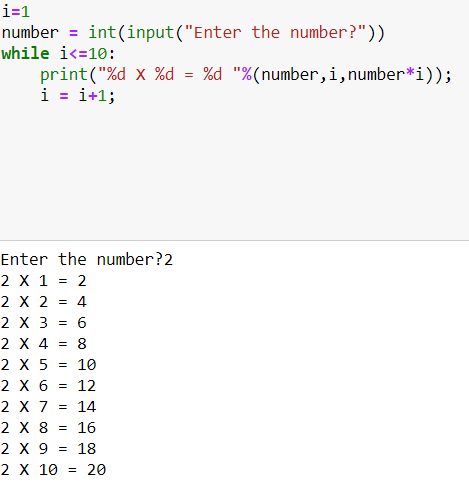 i=1
number = int(input("Enter the number?"))
while i<=10:
    print("%d X %d = %d "%(number,i,number*i));
    i = i+1;
Enter the number?2
2 X 1 = 2
2 X 2 = 4
2 X 3 = 6
2 X 4 = 8
2 X 5 = 10
2 X 6 = 12
2 X 7 = 14
2 X 8 = 16
2 X 9 = 18
2 X 10 = 20